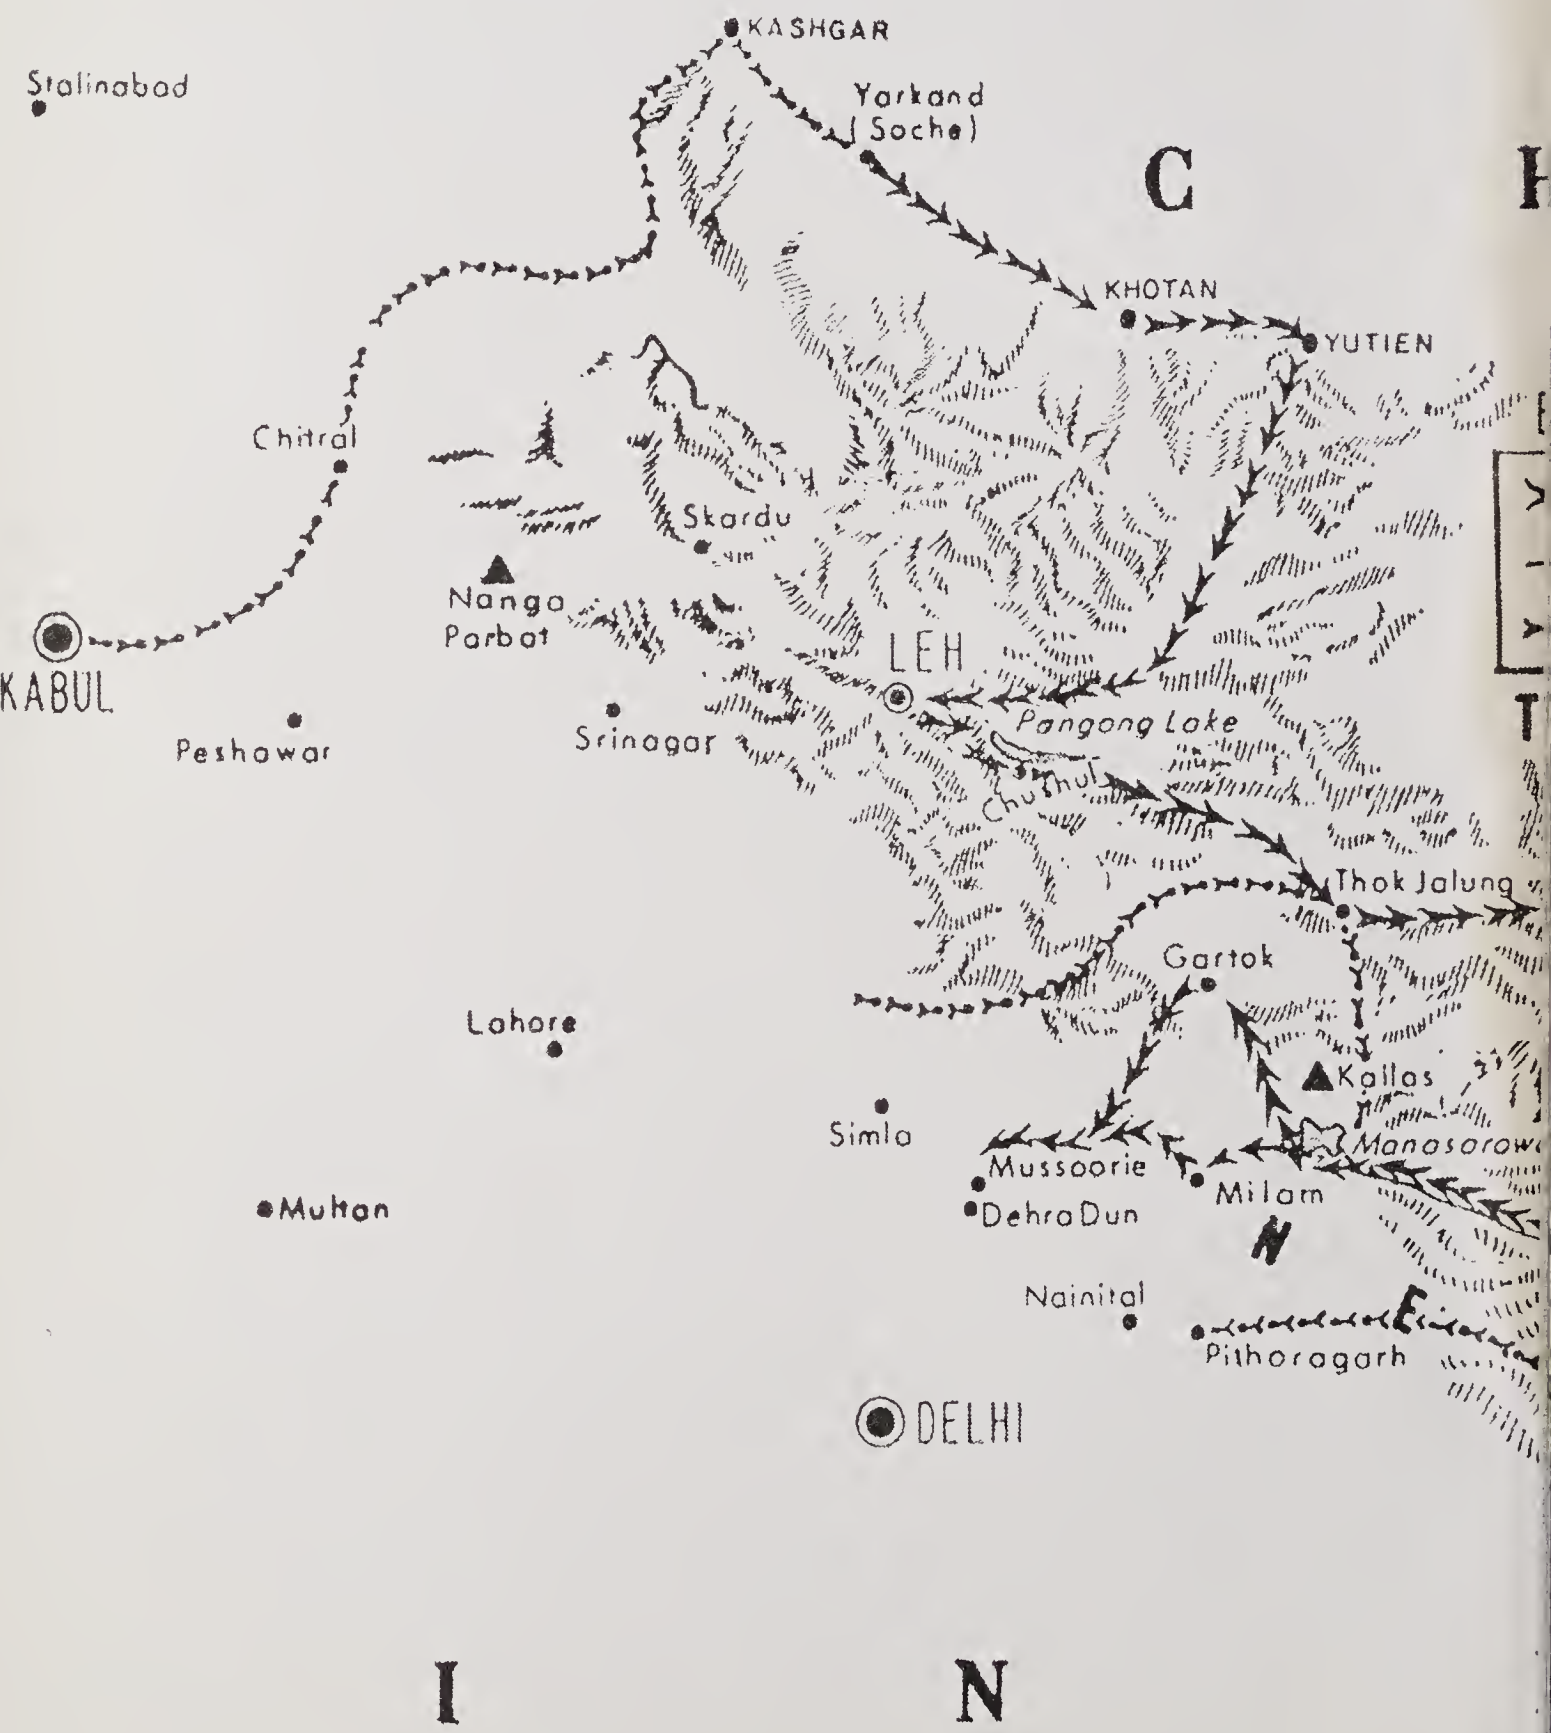 KASHGAR
Stalinabad
Yarkand
(Soche)
C
H
KHOTAN
YUTIEN
Chitral
Skardu
Nanga
Parbat
LEH
KABUL
Pangong Lake
T
Peshawar
Srinagar
Chushul
Thok Jalung
Gartok
Lahore
Kailas
Simla
Manasarow
Mussoorie
Milam
Multan
Dehra Dun
N
Nainital
E
Pithoragarh
DELHI
I
N